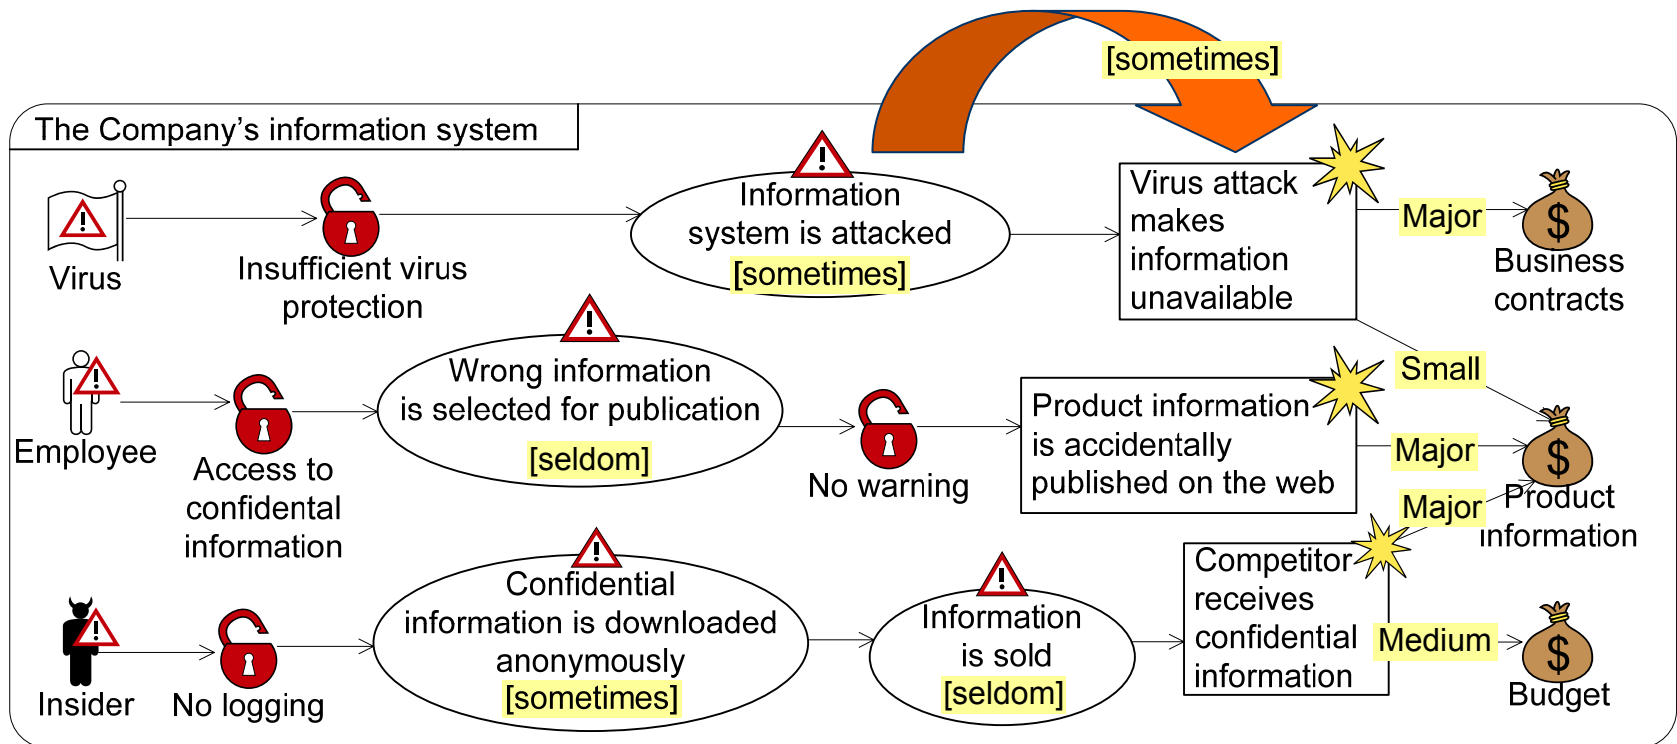 [sometimes]
The Company's information system
Virus
Insufficient virus
protection
Information
system is attacked
[sometimes]
Virus attack
makes
information
unavailable
Major
$
Business
contracts
Small
Employee
Access to
confidental
information
Wrong information
is selected for publication
[seldom]
No warning
Product information
is accidentally
published on the web
Major
$
Product
information
Major
Insider
No logging
Confidential
information is downloaded
anonymously
[sometimes]
Information
is sold
[seldom]
Competitor
receives
confidential
information
Medium
$
Budget